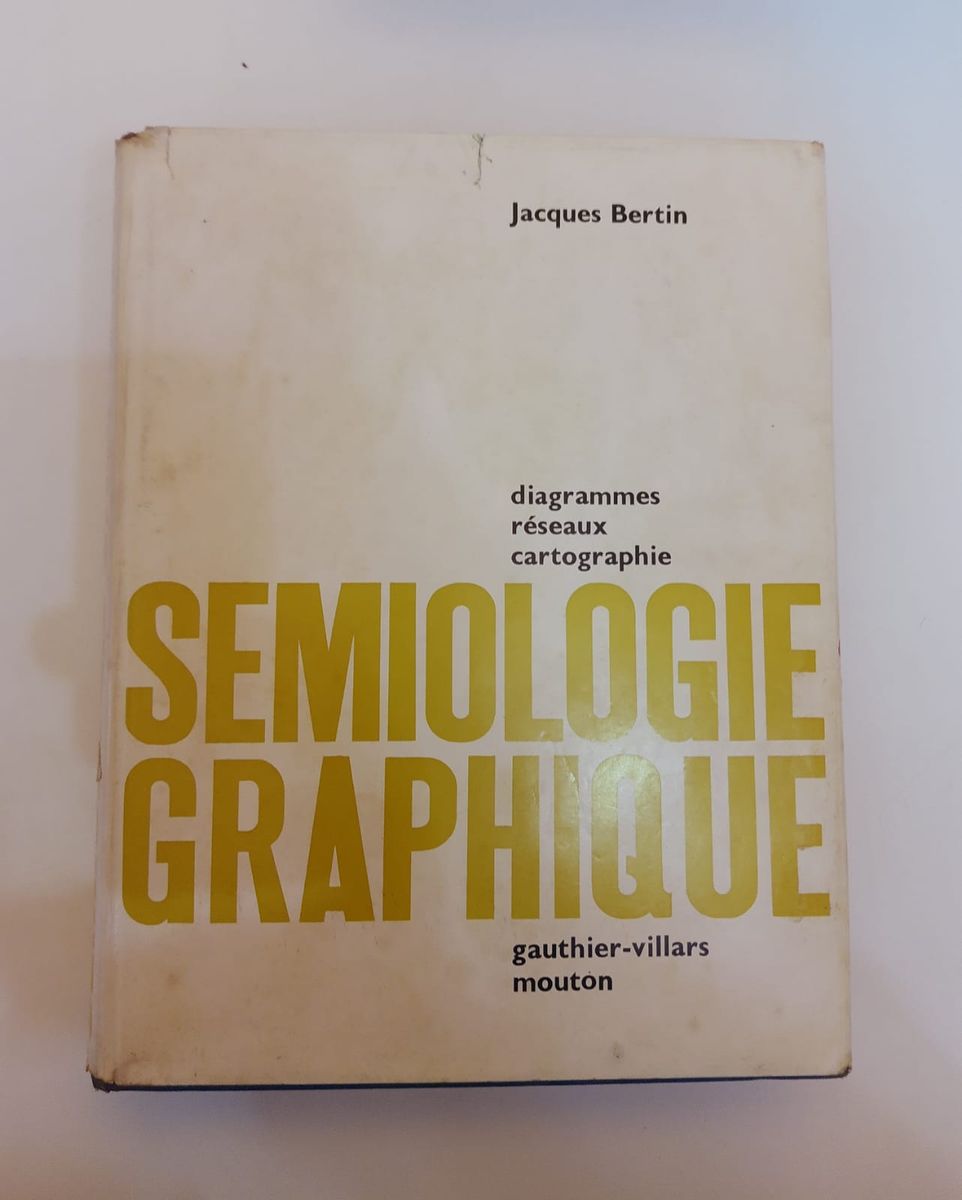 Jacques Bertin
diagrammes
réseaux
cartographie
SEMIOLOGIE
GRAPHIQUE
gauthier-villars
mouton